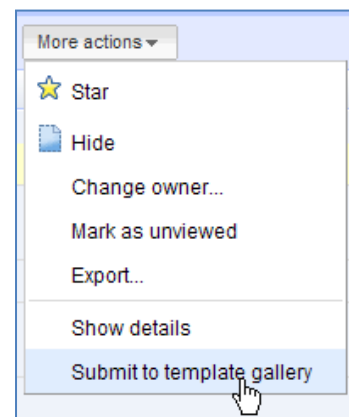 More actions
Star
Hide
Change owner...
Mark as unviewed
Export...
Show details
Submit to template gallery